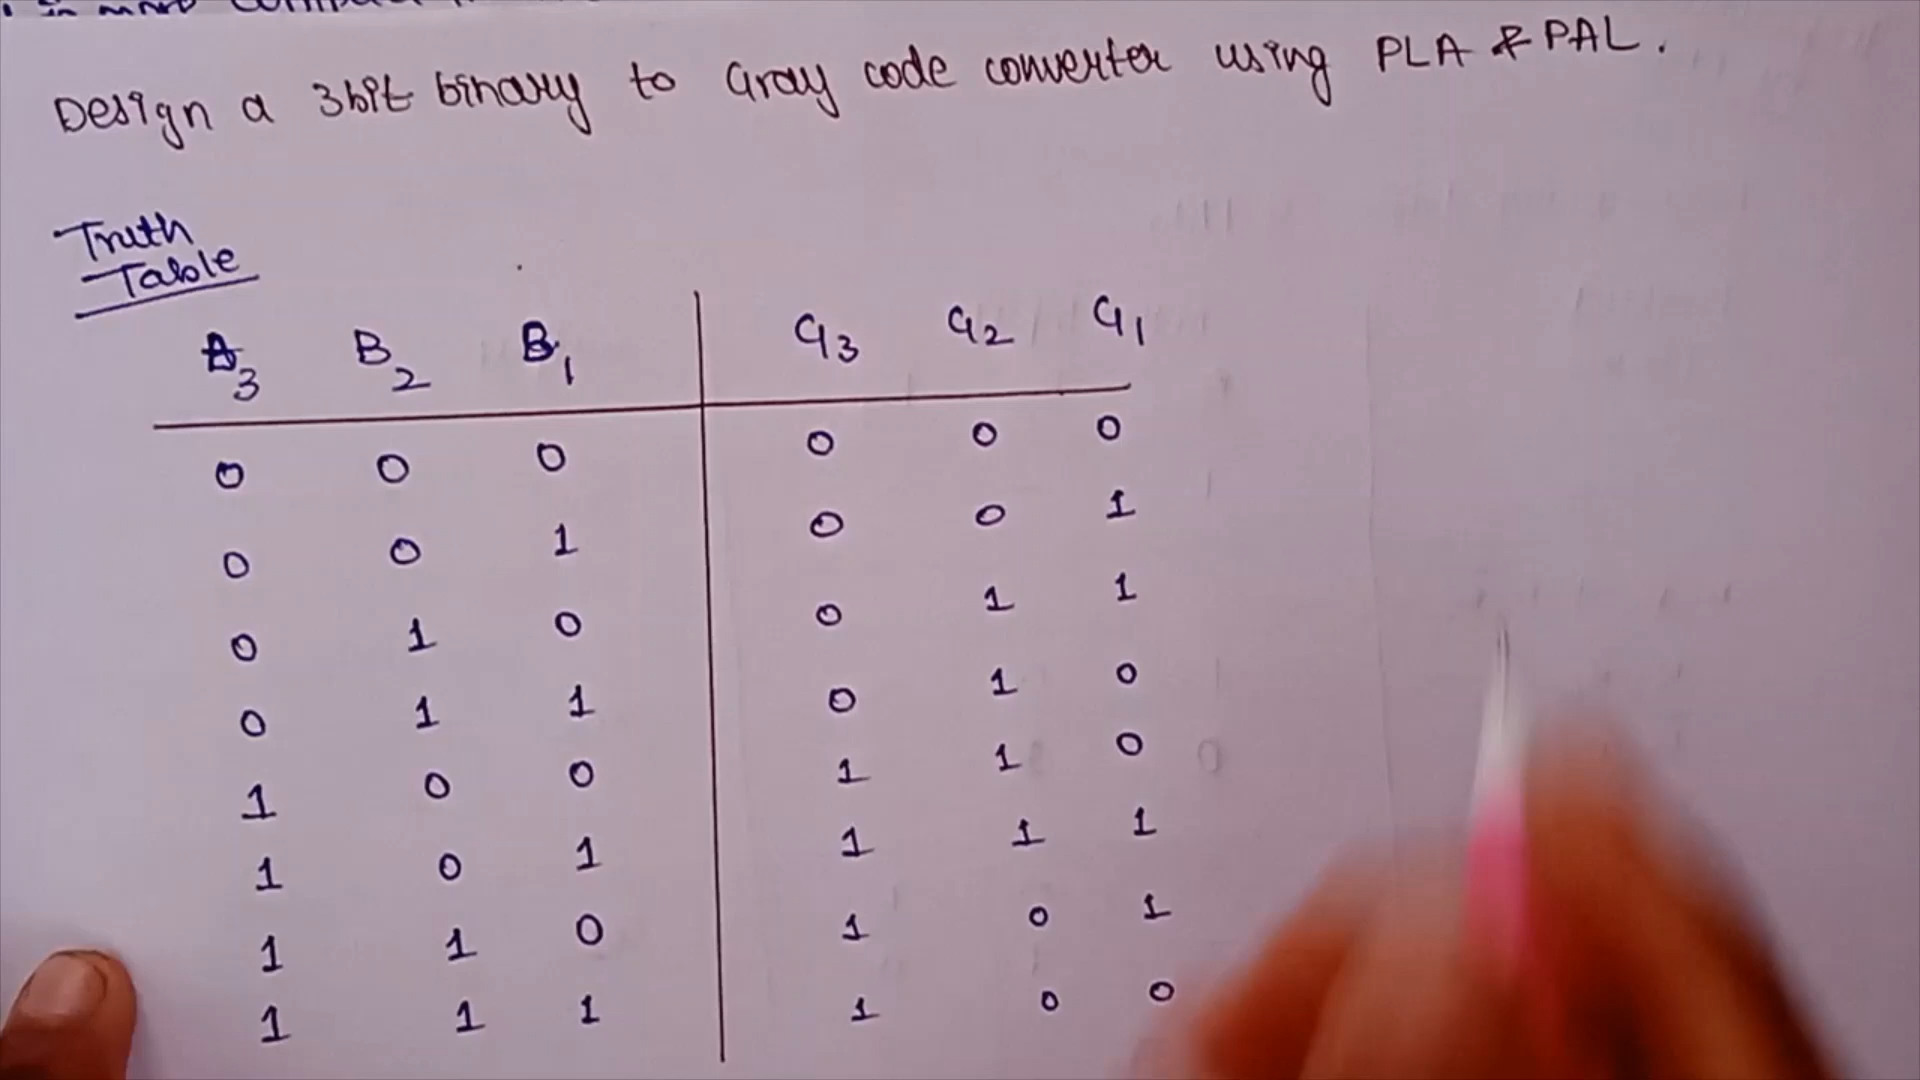 Design a 3bit binary to Gray code converter using PLA & PAL.
Truth
Table
B3 B2 B1 G3 G2 G1
0 0 0 0 0 0
0 0 1 0 0 1
0 1 0 0 1 1
0 1 1 0 1 0
1 0 0 1 1 0
1 0 1 1 1 1
1 1 0 1 0 1
1 1 1 1 0 0